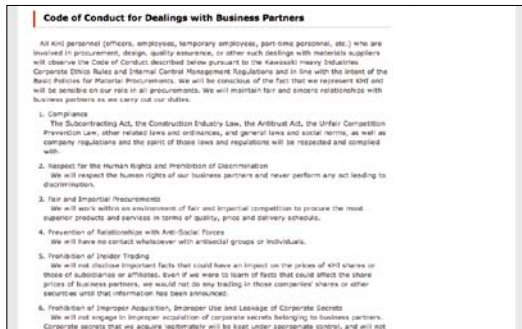 Code of Conduct for Dealings with Business Partners
All KHI personnel (officers, employees, temporary employees, part-time personnel, etc.) who are
involved in procurement, design, quality assurance, or other such dealings with materials suppliers
will observe the Code of Conduct described below pursuant to the Kawasaki Heavy Industries
Corporate Ethics Rules and Internal Control Management Regulations and in line with the intent of the
Basic Policies for Material Procurements. We will be conscious of the fact that we represent KHI and
will be sensible on our role in all procurements. We will maintain fair and sincere relationships with
business partners as we carry out our duties.
1. Compliance
The Subcontracting Act, the Construction Industry Law, the Antitrust Act, the Unfair Competition
Prevention Law, other related laws and ordinances, and general laws and social norms, as well as
company regulations and the spirit of those laws and regulations will be respected and complied
with.
2. Respect for the Human Rights and Prohibition of Discrimination
We will respect the human rights of our business partners and never perform any act leading to
discrimination.
3. Fair and Impartial Procurements
We will work within an environment of fair and impartial competition to procure the most
superior products and services in terms of quality, price and delivery schedule.
4. Prevention of Relationships with Anti-Social Forces
We will have no contact whatsoever with antisocial groups or individuals.
5. Prohibition of Insider Trading
We will not disclose important facts that could have an impact on the prices of KHI shares or
those of subsidiaries or affiliates. Even if we were to learn of facts that could affect the share
prices of business partners, we would not do any trading in those companies' shares or other
securities until that information has been announced.
6. Prohibition of Improper Acquisition, Improper Use and Leakage of Corporate Secrets
We will not engage in improper acquisition of corporate secrets belonging to business partners.
Corporate secrets that we acquire legitimately will be kept under appropriate control, and will not